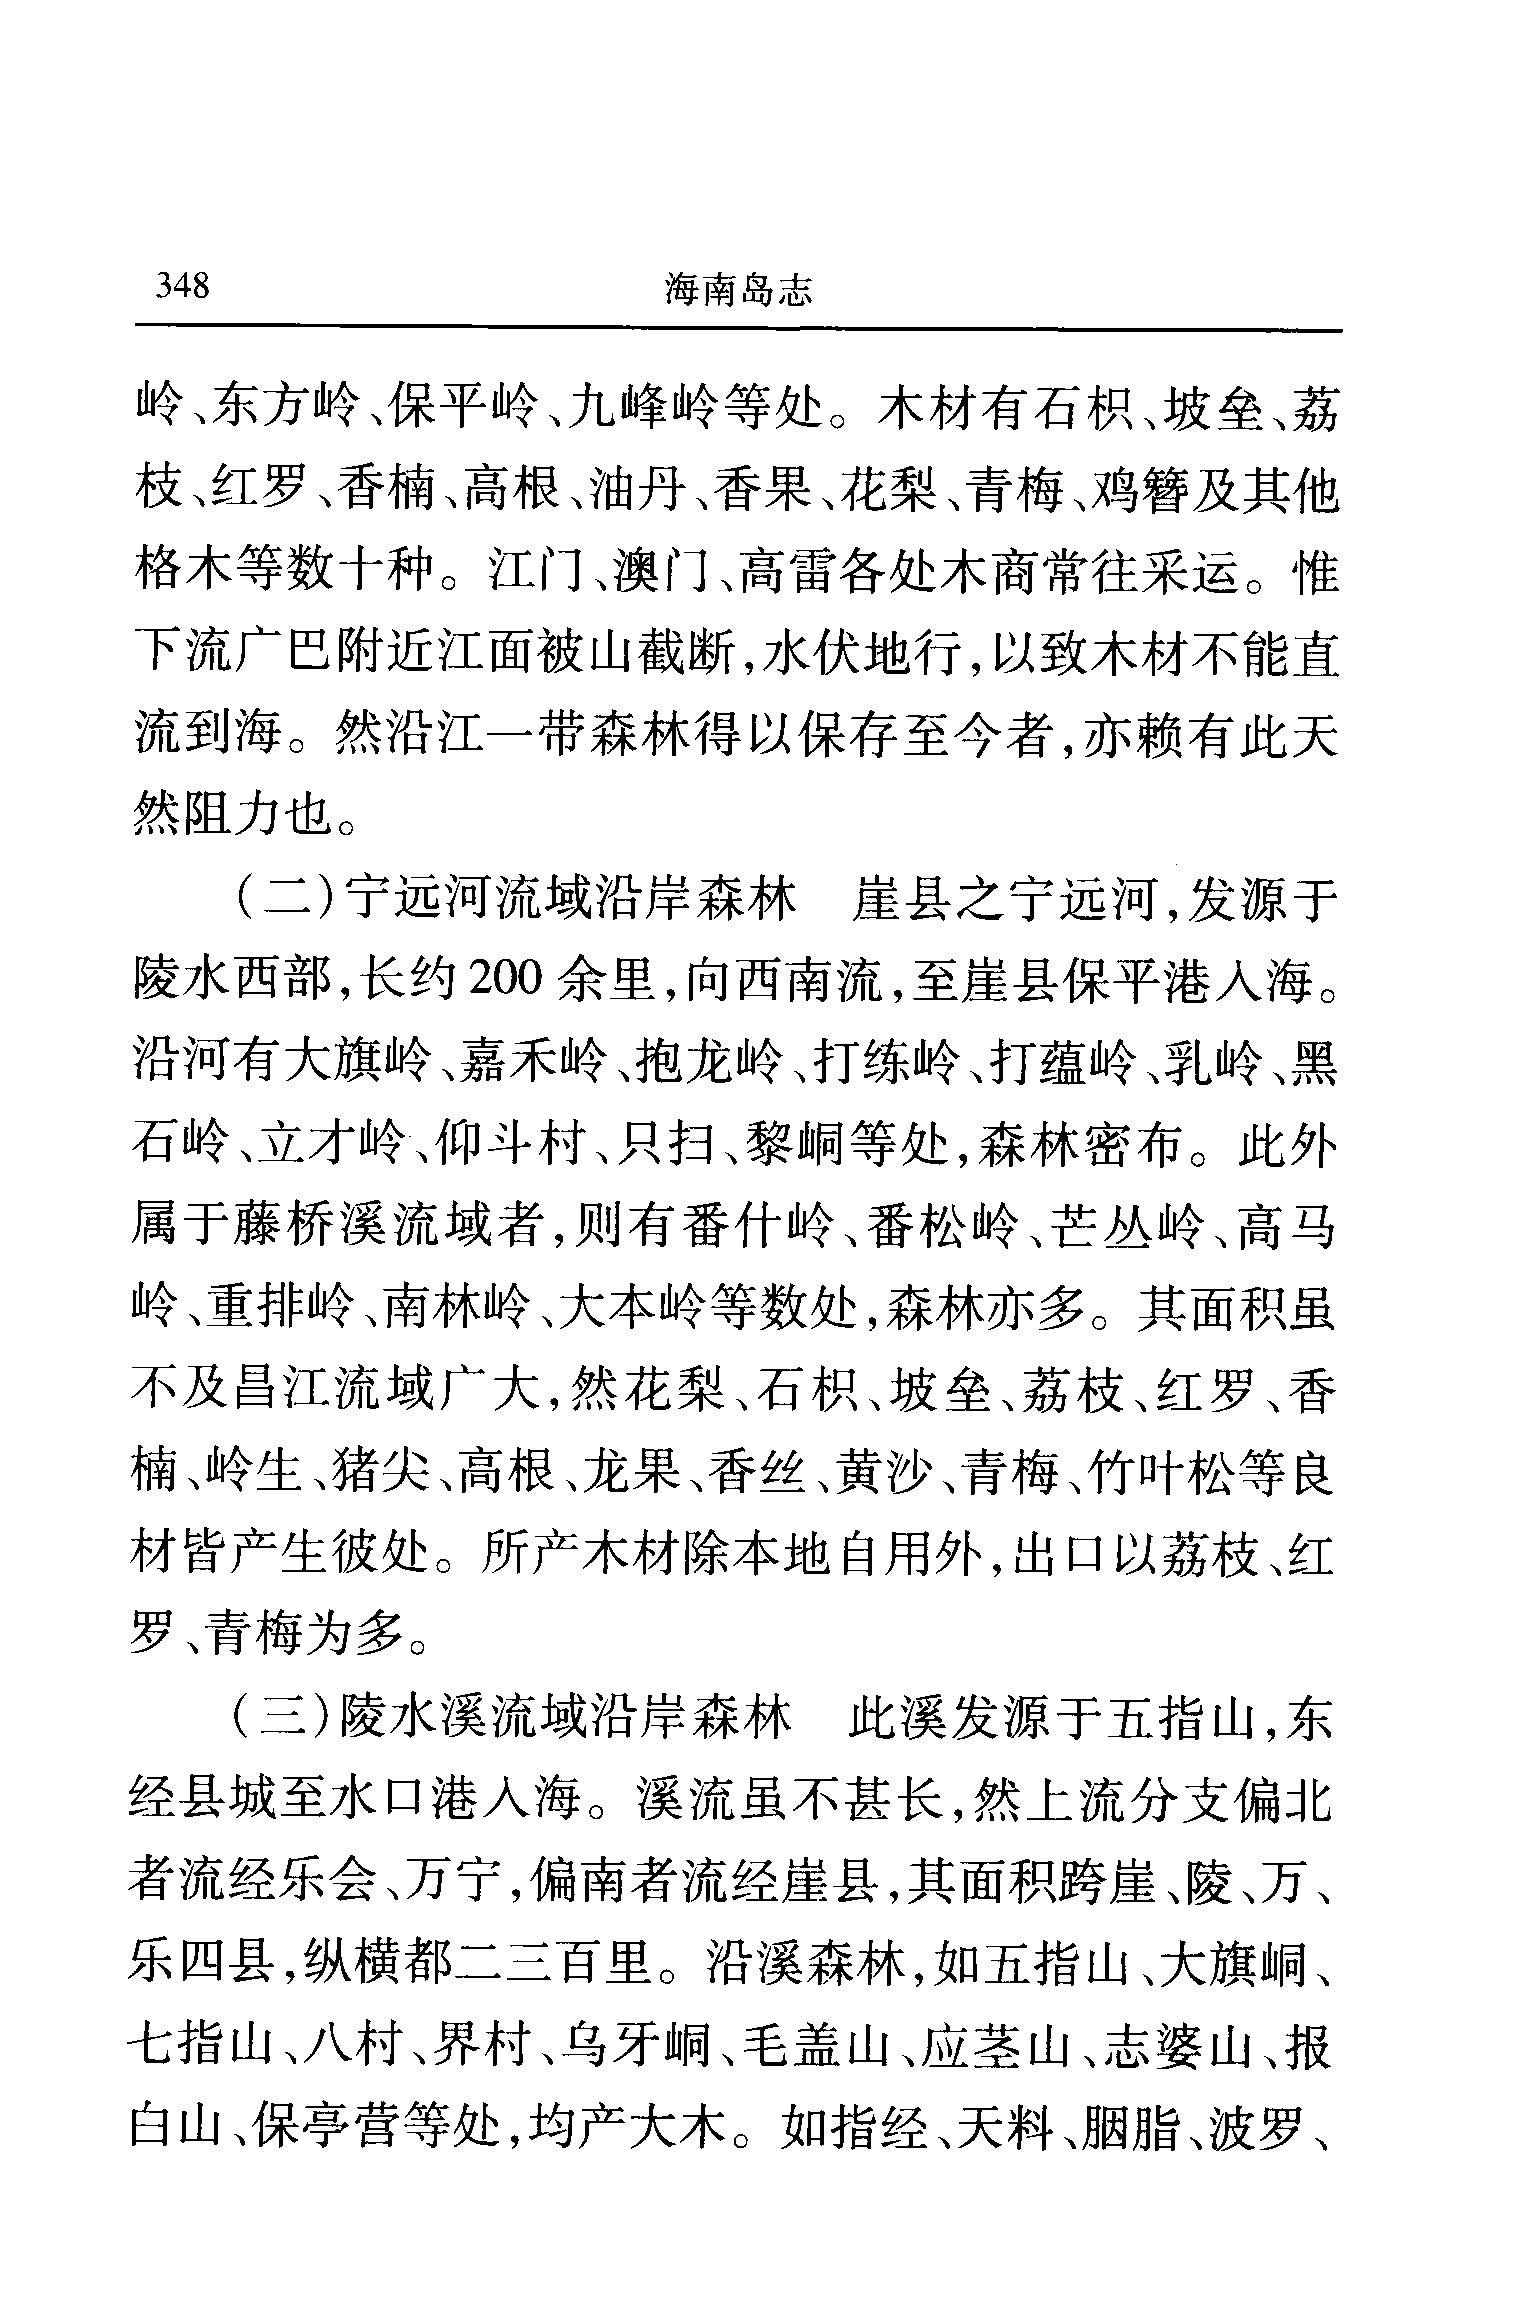 348 海南岛志
岭、东方岭、保平岭、九峰岭等处。木材有石枳、坡垒、荔
枝、红罗、香楠、高根、油丹、香果、花梨、青梅、鸡簪及其他
格木等数十种。江门、澳门、高雷各处木商常往采运。惟
下流广巴附近江面被山截断,水伏地行,以致木材不能直
流到海。然沿江一带森林得以保存至今者,亦赖有此天
然阻力也。
(二)宁远河流域沿岸森林　崖县之宁远河,发源于
陵水西部,长约 200 余里,向西南流,至崖县保平港入海。
沿河有大旗岭、嘉禾岭、抱龙岭、打练岭、打蕴岭、乳岭、黑
石岭、立才岭、仰斗村、只扫、黎峒等处,森林密布。此外
属于藤桥溪流域者,则有番什岭、番松岭、芒丛岭、高马
岭、重排岭、南林岭、大本岭等数处,森林亦多。其面积虽
不及昌江流域广大,然花梨、石枳、坡垒、荔枝、红罗、香
楠、岭生、猪尖、高根、龙果、香丝、黄沙、青梅、竹叶松等良
材皆产生彼处。所产木材除本地自用外,出口以荔枝、红
罗、青梅为多。
(三)陵水溪流域沿岸森林　此溪发源于五指山,东
经县城至水口港入海。溪流虽不甚长,然上流分支偏北
者流经乐会、万宁,偏南者流经崖县,其面积跨崖、陵、万、
乐四县,纵横都二三百里。沿溪森林,如五指山、大旗峒、
七指山、八村、界村、乌牙峒、毛盖山、应茎山、志婆山、报
白山、保亭营等处,均产大木。如指经、天料、胭脂、波罗、